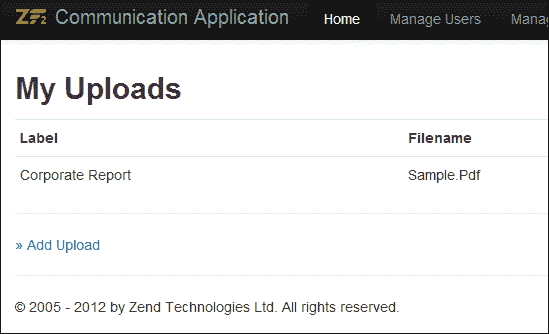 ZF2 Communication Application Home Manage Users Manag
My Uploads
Label Filename
Corporate Report Sample.Pdf
» Add Upload
© 2005 - 2012 by Zend Technologies Ltd. All rights reserved.